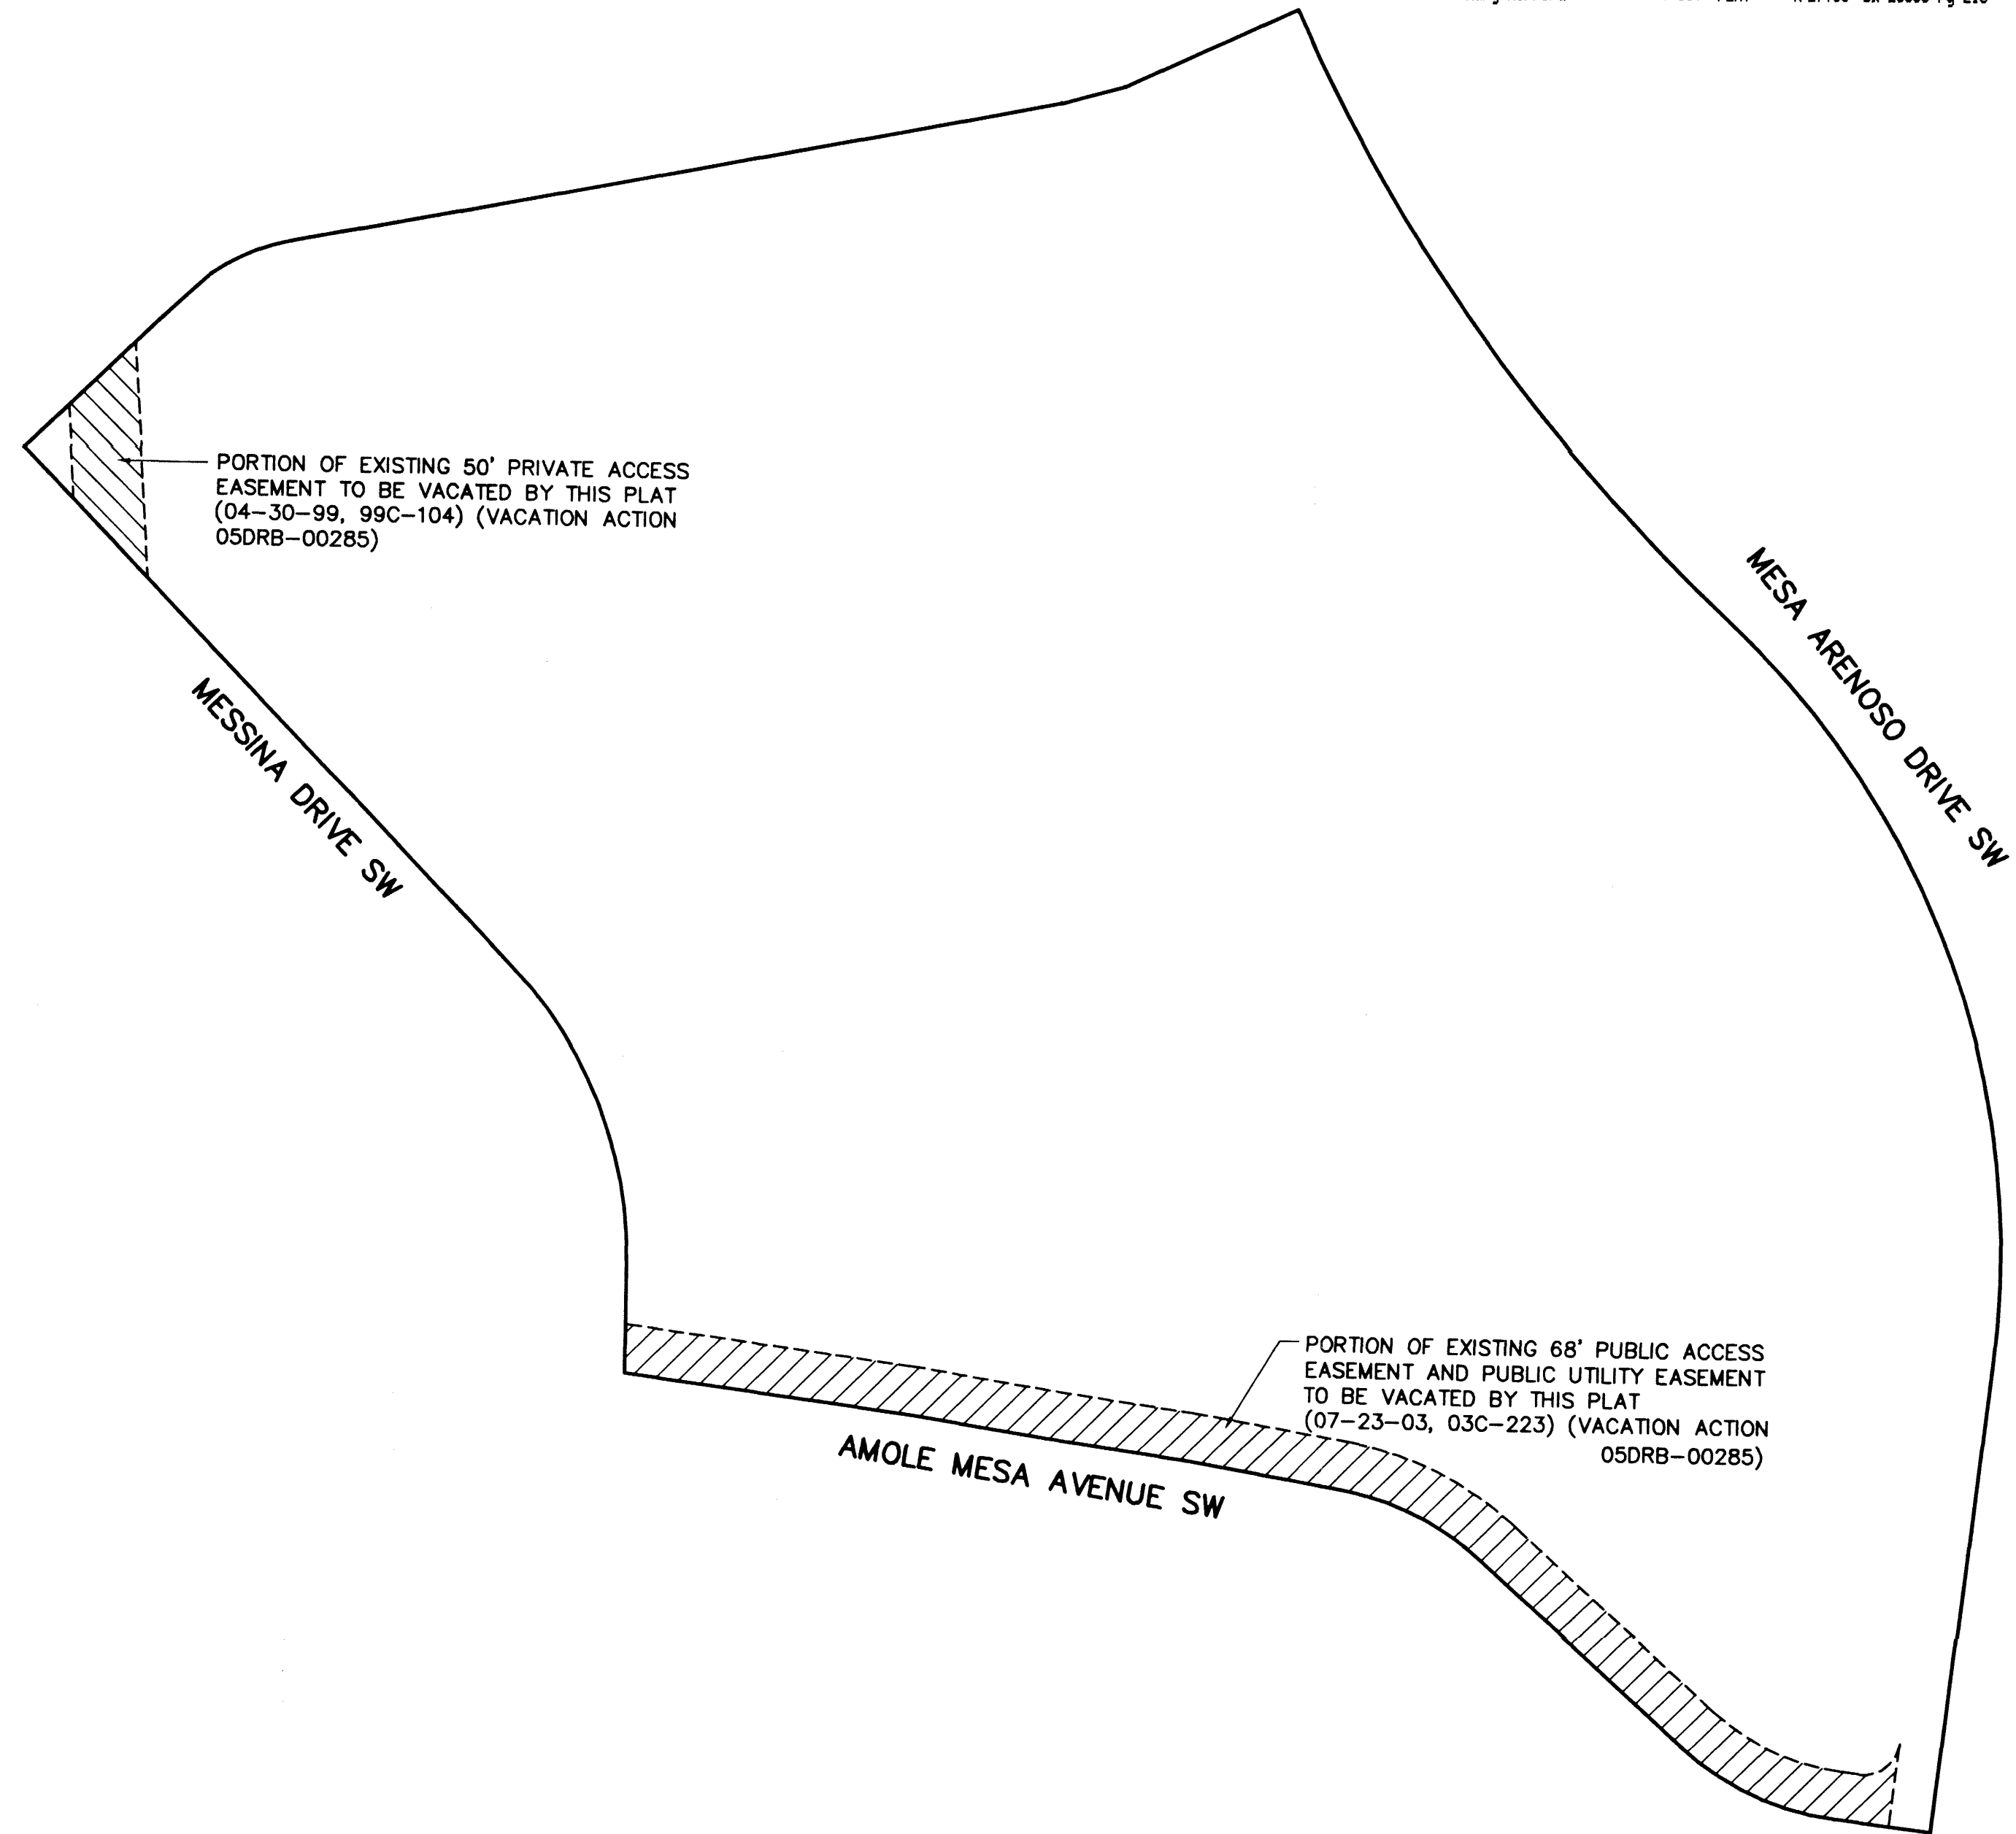 PORTION OF EXISTING 50' PRIVATE ACCESS
EASEMENT TO BE VACATED BY THIS PLAT
(04-30-99, 99C-104) (VACATION ACTION
05DRB-00285)
MESA ARENOSO DRIVE SW
MESSINA DRIVE SW
PORTION OF EXISTING 68' PUBLIC ACCESS
EASEMENT AND PUBLIC UTILITY EASEMENT
TO BE VACATED BY THIS PLAT
(07-23-03, 03C-223) (VACATION ACTION
05DRB-00285)
AMOLE MESA AVENUE SW